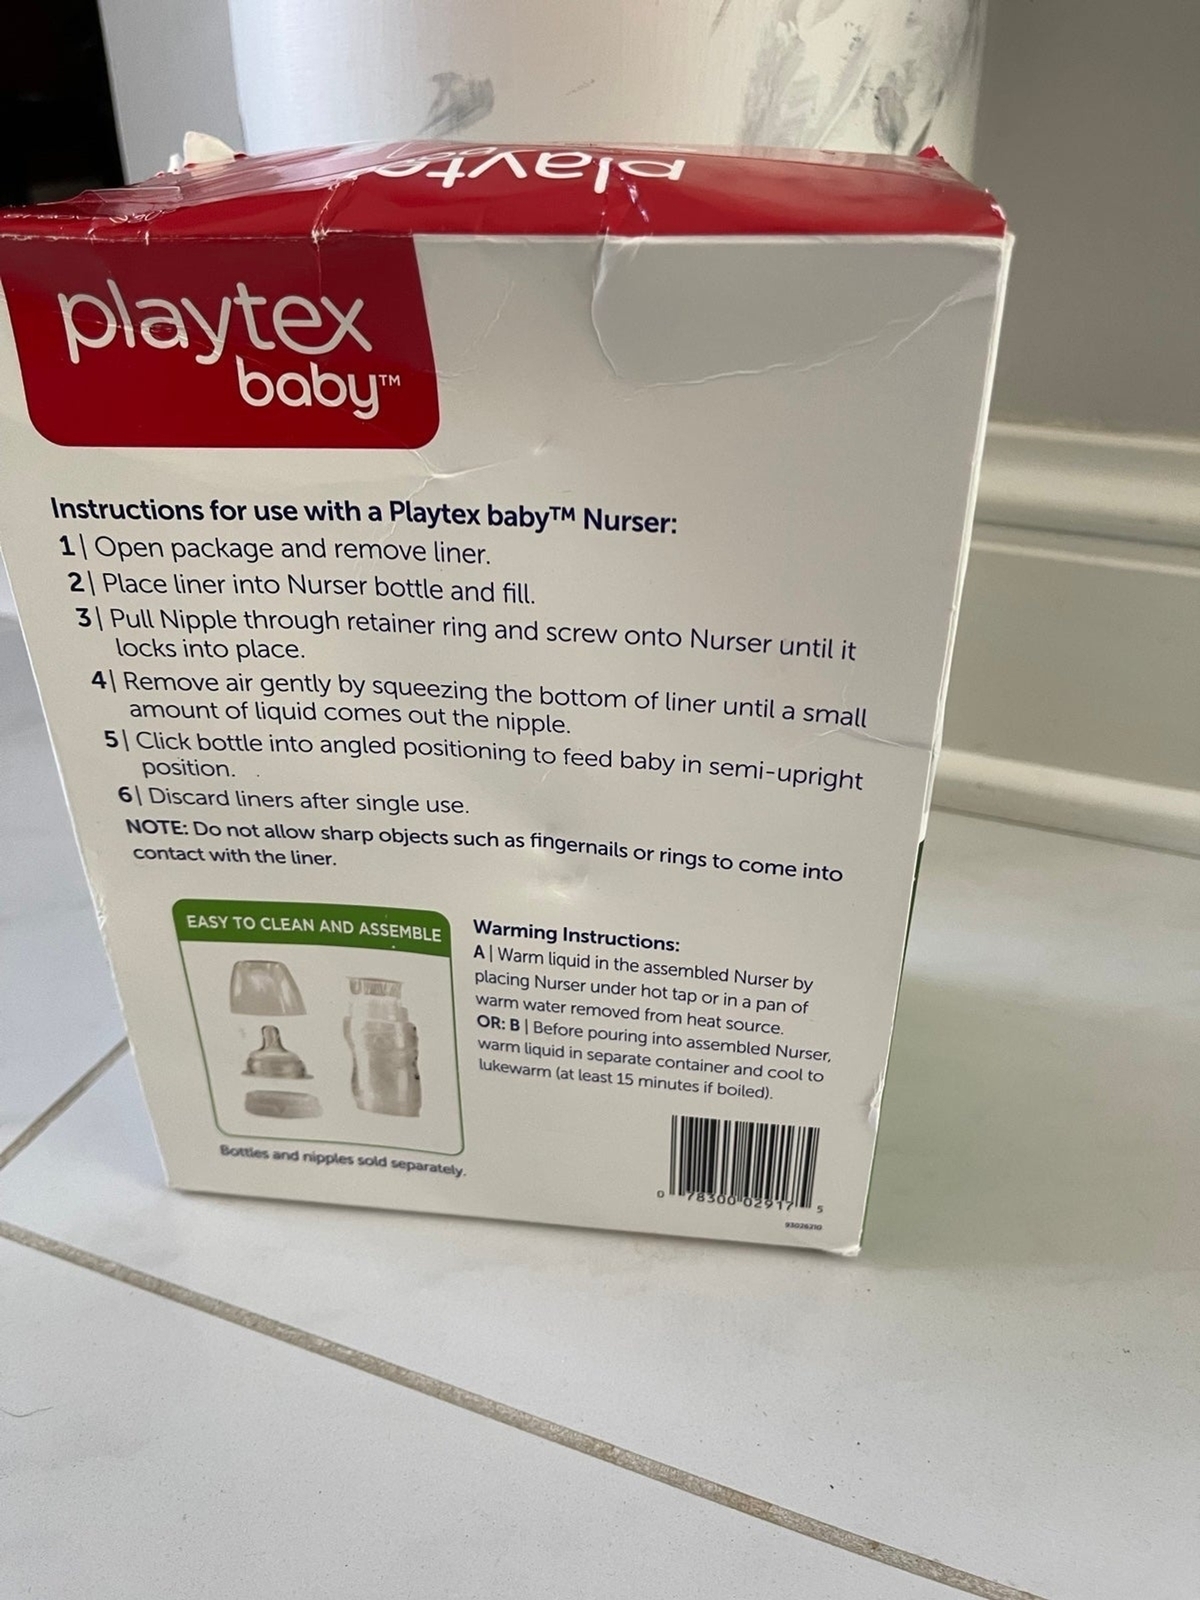 playtex
playtex
baby™
Instructions for use with a Playtex baby™ Nurser:
1| Open package and remove liner.
2| Place liner into Nurser bottle and fill.
3| Pull Nipple through retainer ring and screw onto Nurser until it
locks into place.
4| Remove air gently by squeezing the bottom of liner until a small
amount of liquid comes out the nipple.
5| Click bottle into angled positioning to feed baby in semi-upright
position.
6| Discard liners after single use.
NOTE: Do not allow sharp objects such as fingernails or rings to come into
contact with the liner.
EASY TO CLEAN AND ASSEMBLE
Bottles and nipples sold separately.
Warming Instructions:
A | Warm liquid in the assembled Nurser by
placing Nurser under hot tap or in a pan of
warm water removed from heat source.
OR: B | Before pouring into assembled Nurser,
warm liquid in separate container and cool to
lukewarm (at least 15 minutes if boiled).
0 78300 02917 5
93026210